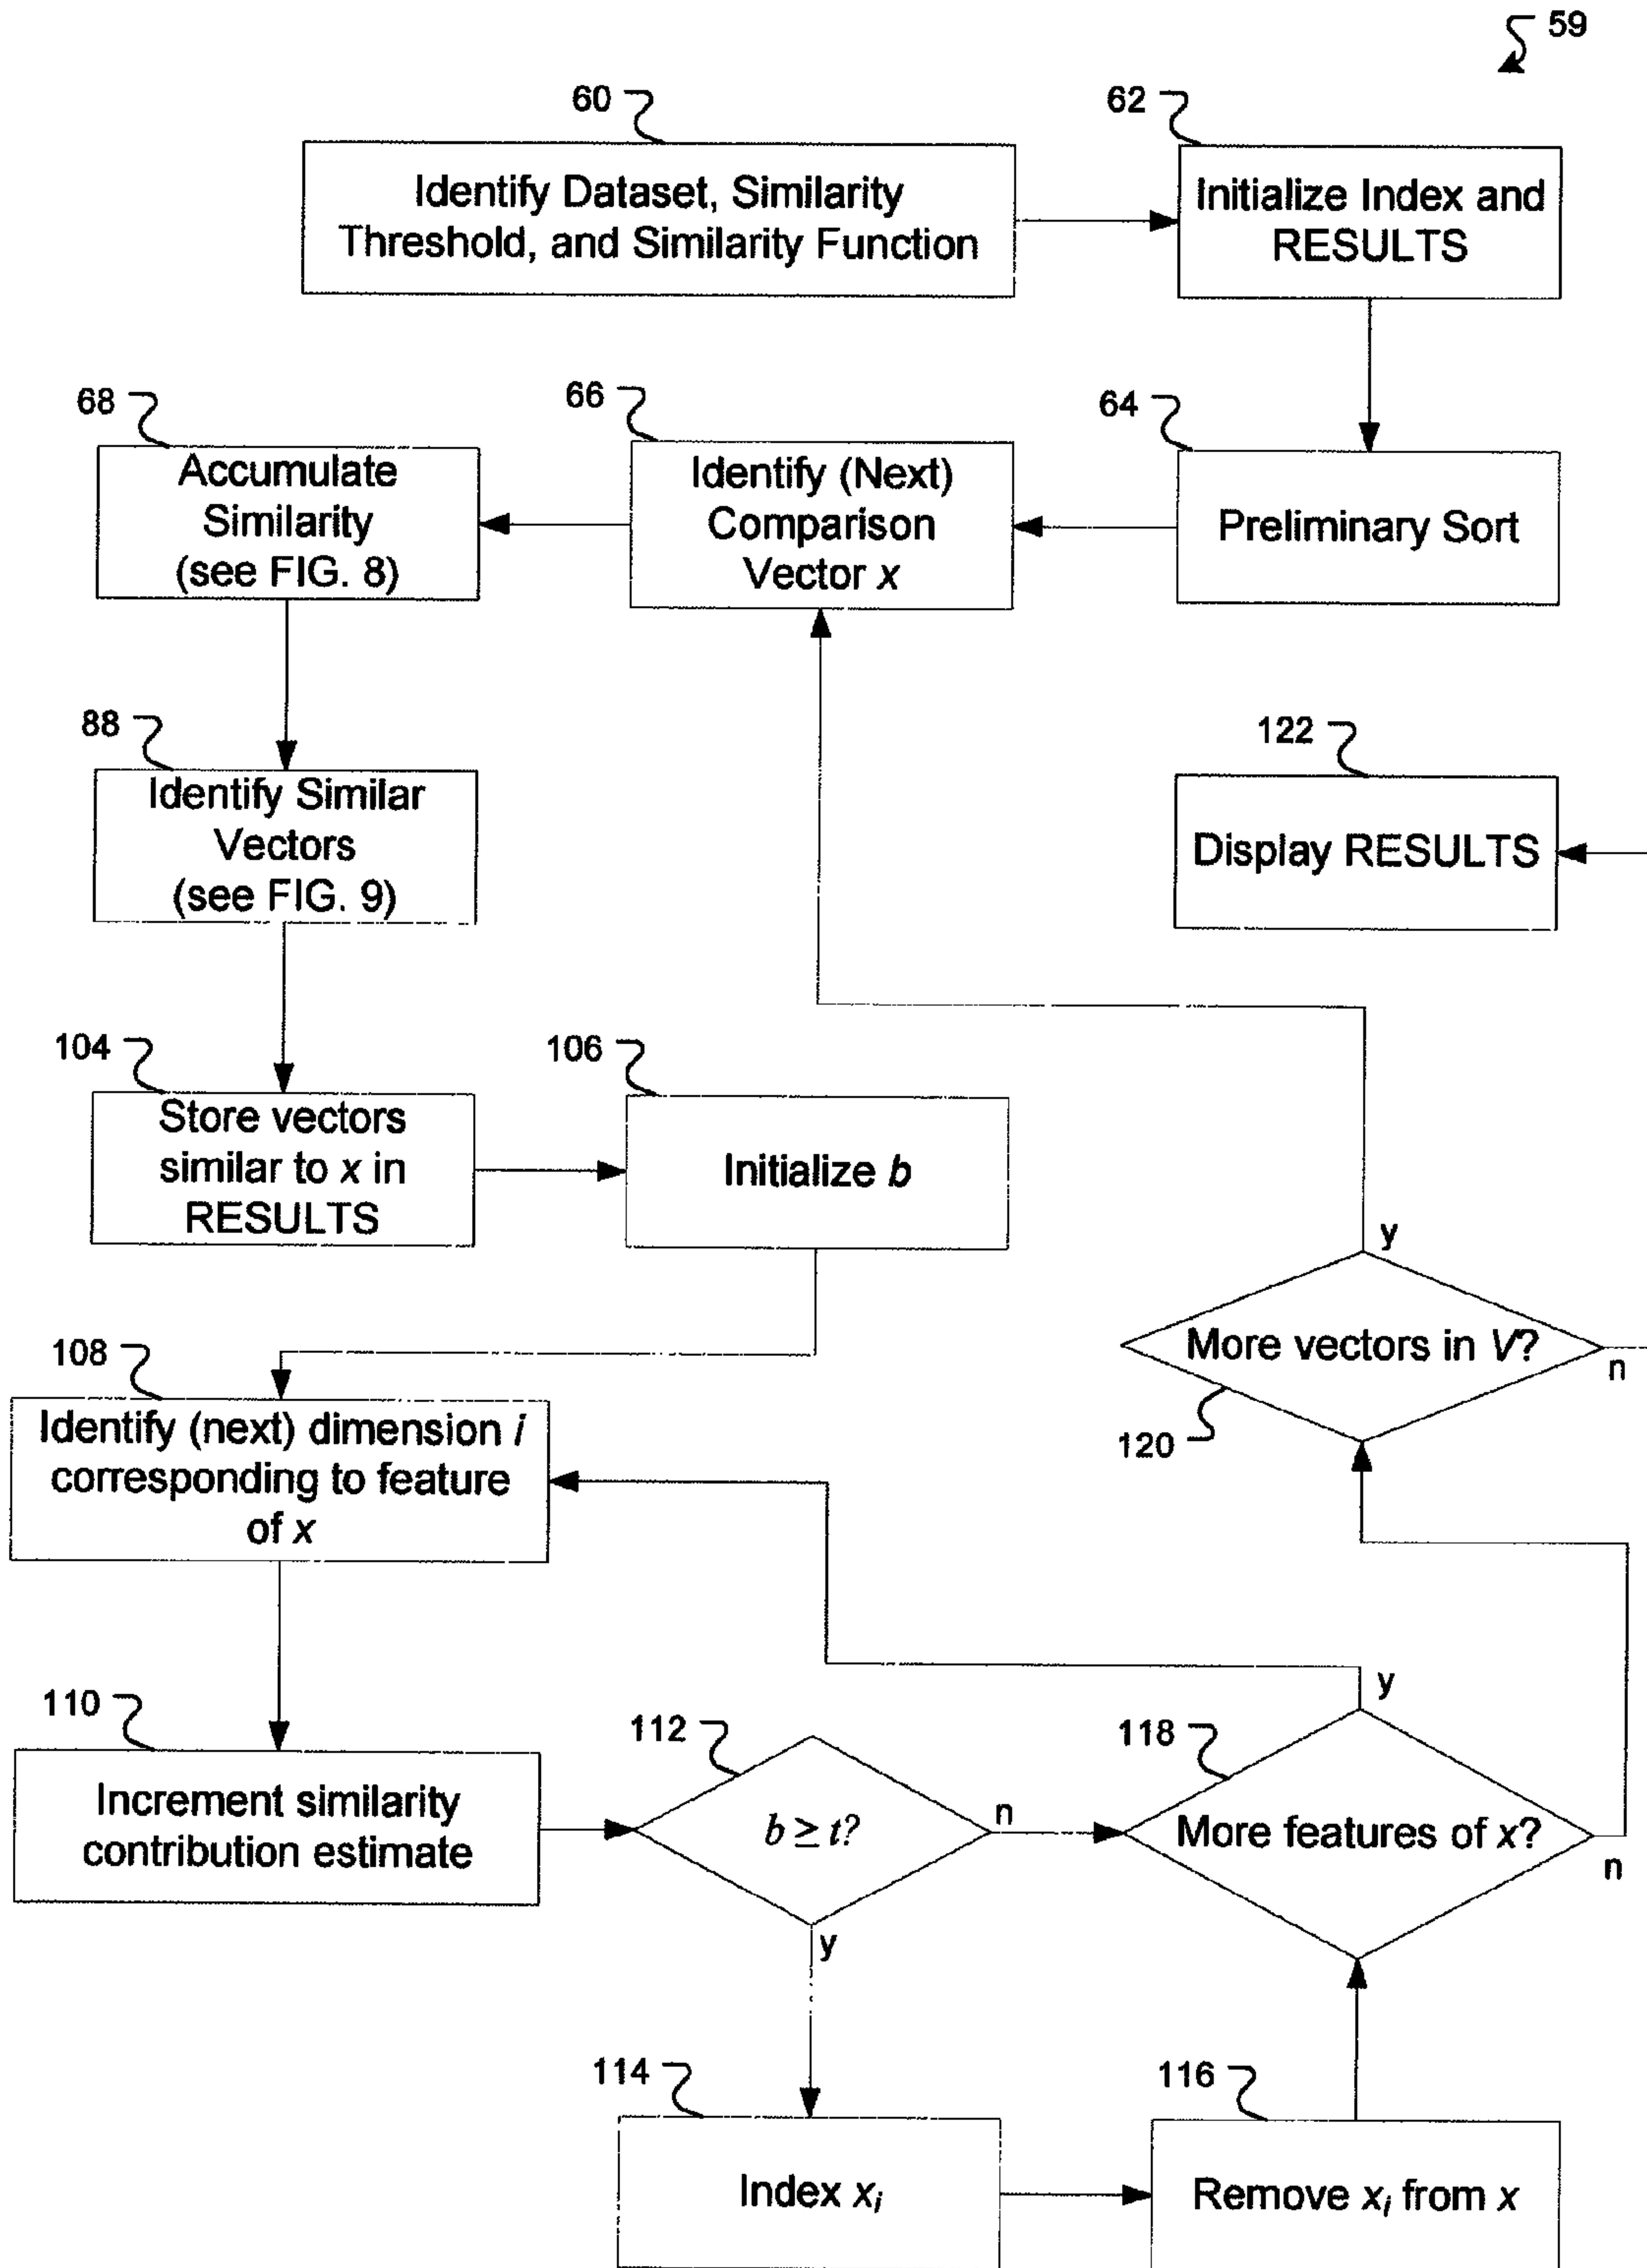 59
60
Identify Dataset, Similarity
Threshold, and Similarity Function
62
Initialize Index and
RESULTS
64
Preliminary Sort
66
Identify (Next)
Comparison
Vector x
68
Accumulate
Similarity
(see FIG. 8)
88
Identify Similar
Vectors
(see FIG. 9)
104
Store vectors
similar to x in
RESULTS
106
Initialize b
108
Identify (next) dimension i
corresponding to feature
of x
110
Increment similarity
contribution estimate
112
b ≥ t?
n
y
114
Index xᵢ
116
Remove xᵢ from x
118
More features of x?
y
n
120
More vectors in V?
y
n
122
Display RESULTS